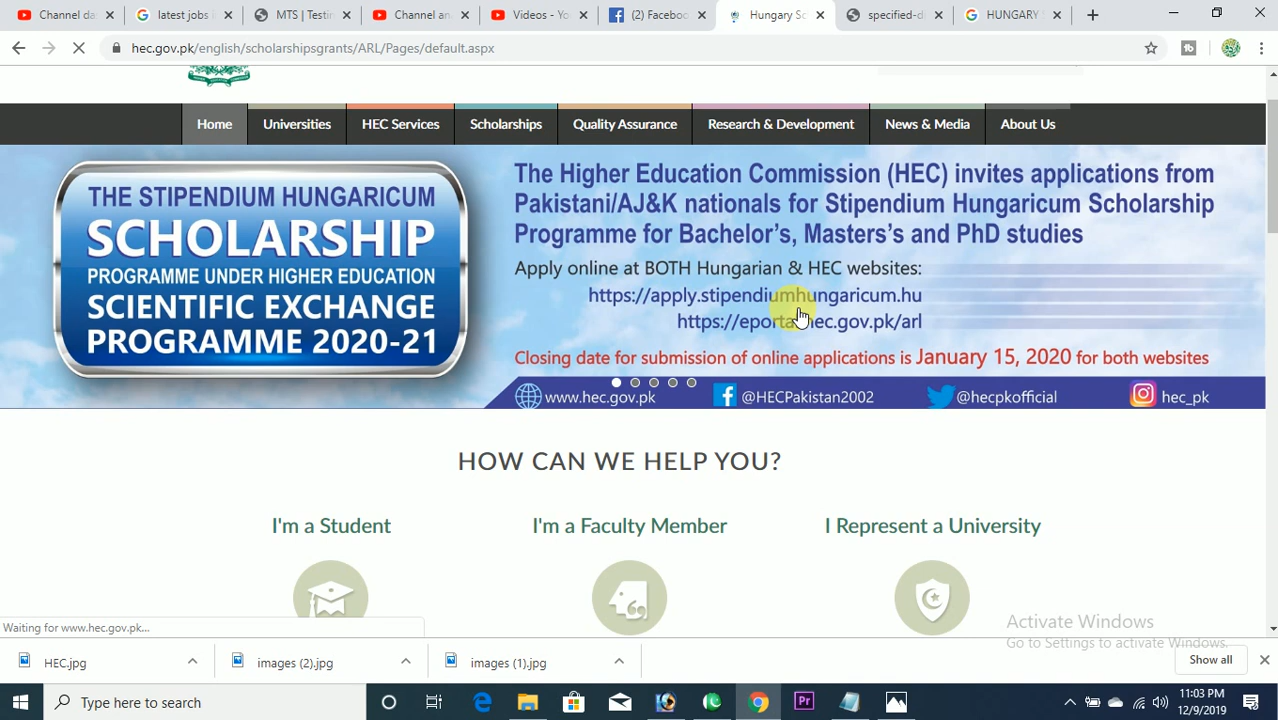 Channel da
latest jobs i
MTS | Testin
Channel an
Videos - Yo
(2) Faceboo
Hungary Sc
specified-d
HUNGARY
hec.gov.pk/english/scholarshipsgrants/ARL/Pages/default.aspx
Home
Universities
HEC Services
Scholarships
Quality Assurance
Research & Development
News & Media
About Us
THE STIPENDIUM HUNGARICUM
SCHOLARSHIP
PROGRAMME UNDER HIGHER EDUCATION
SCIENTIFIC EXCHANGE
PROGRAMME 2020-21
The Higher Education Commission (HEC) invites applications from
Pakistani/AJ&K nationals for Stipendium Hungaricum Scholarship
Programme for Bachelor's, Masters's and PhD studies
Apply online at BOTH Hungarian & HEC websites:
https://apply.stipendiumhungaricum.hu
https://eporta hec.gov.pk/arl
Closing date for submission of online applications is January 15, 2020 for both websites
www.hec.gov.pk
@HECPakistan2002
@hecpkofficial
hec_pk
HOW CAN WE HELP YOU?
I'm a Student
I'm a Faculty Member
I Represent a University
Waiting for www.hec.gov.pk...
Activate Windows
Go to Settings to activate Windows.
HEC.jpg
images (2).jpg
images (1).jpg
Show all
Type here to search
Pr
11:03 PM
12/9/2019